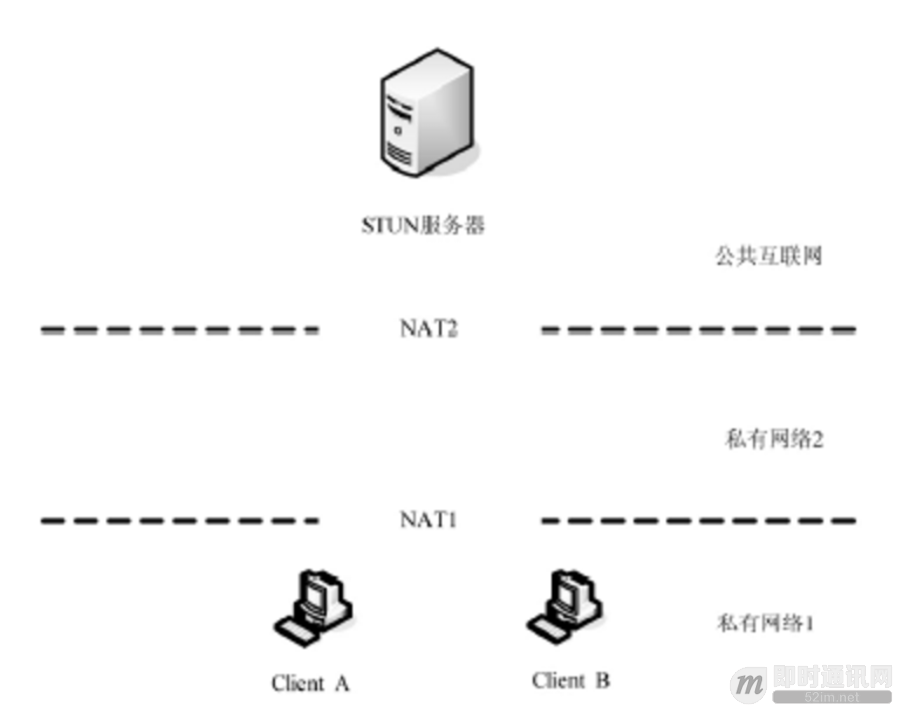 STUN服务器
公共互联网
NAT2
私有网络2
NAT1
私有网络1
Client A
Client B
m 即时通讯网
52im.net